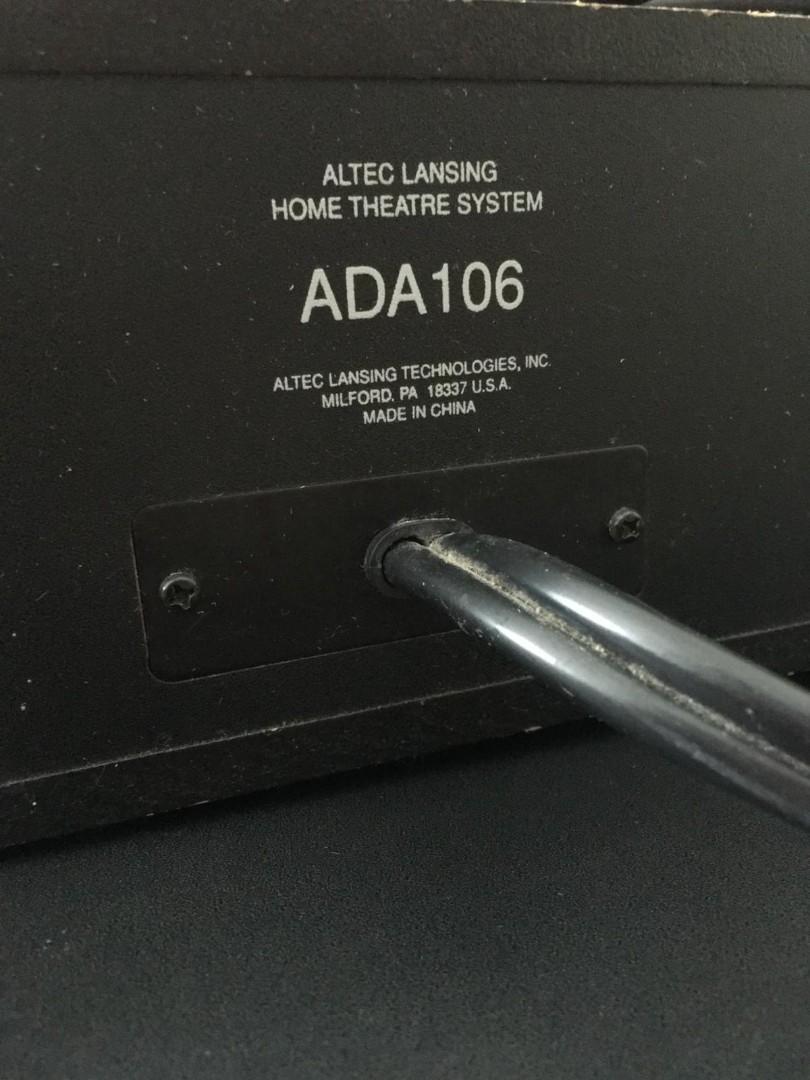 ALTEC LANSING
HOME THEATRE SYSTEM
ADA106
ALTEC LANSING TECHNOLOGIES, INC.
MILFORD, PA 18337 U.S.A.
MADE IN CHINA